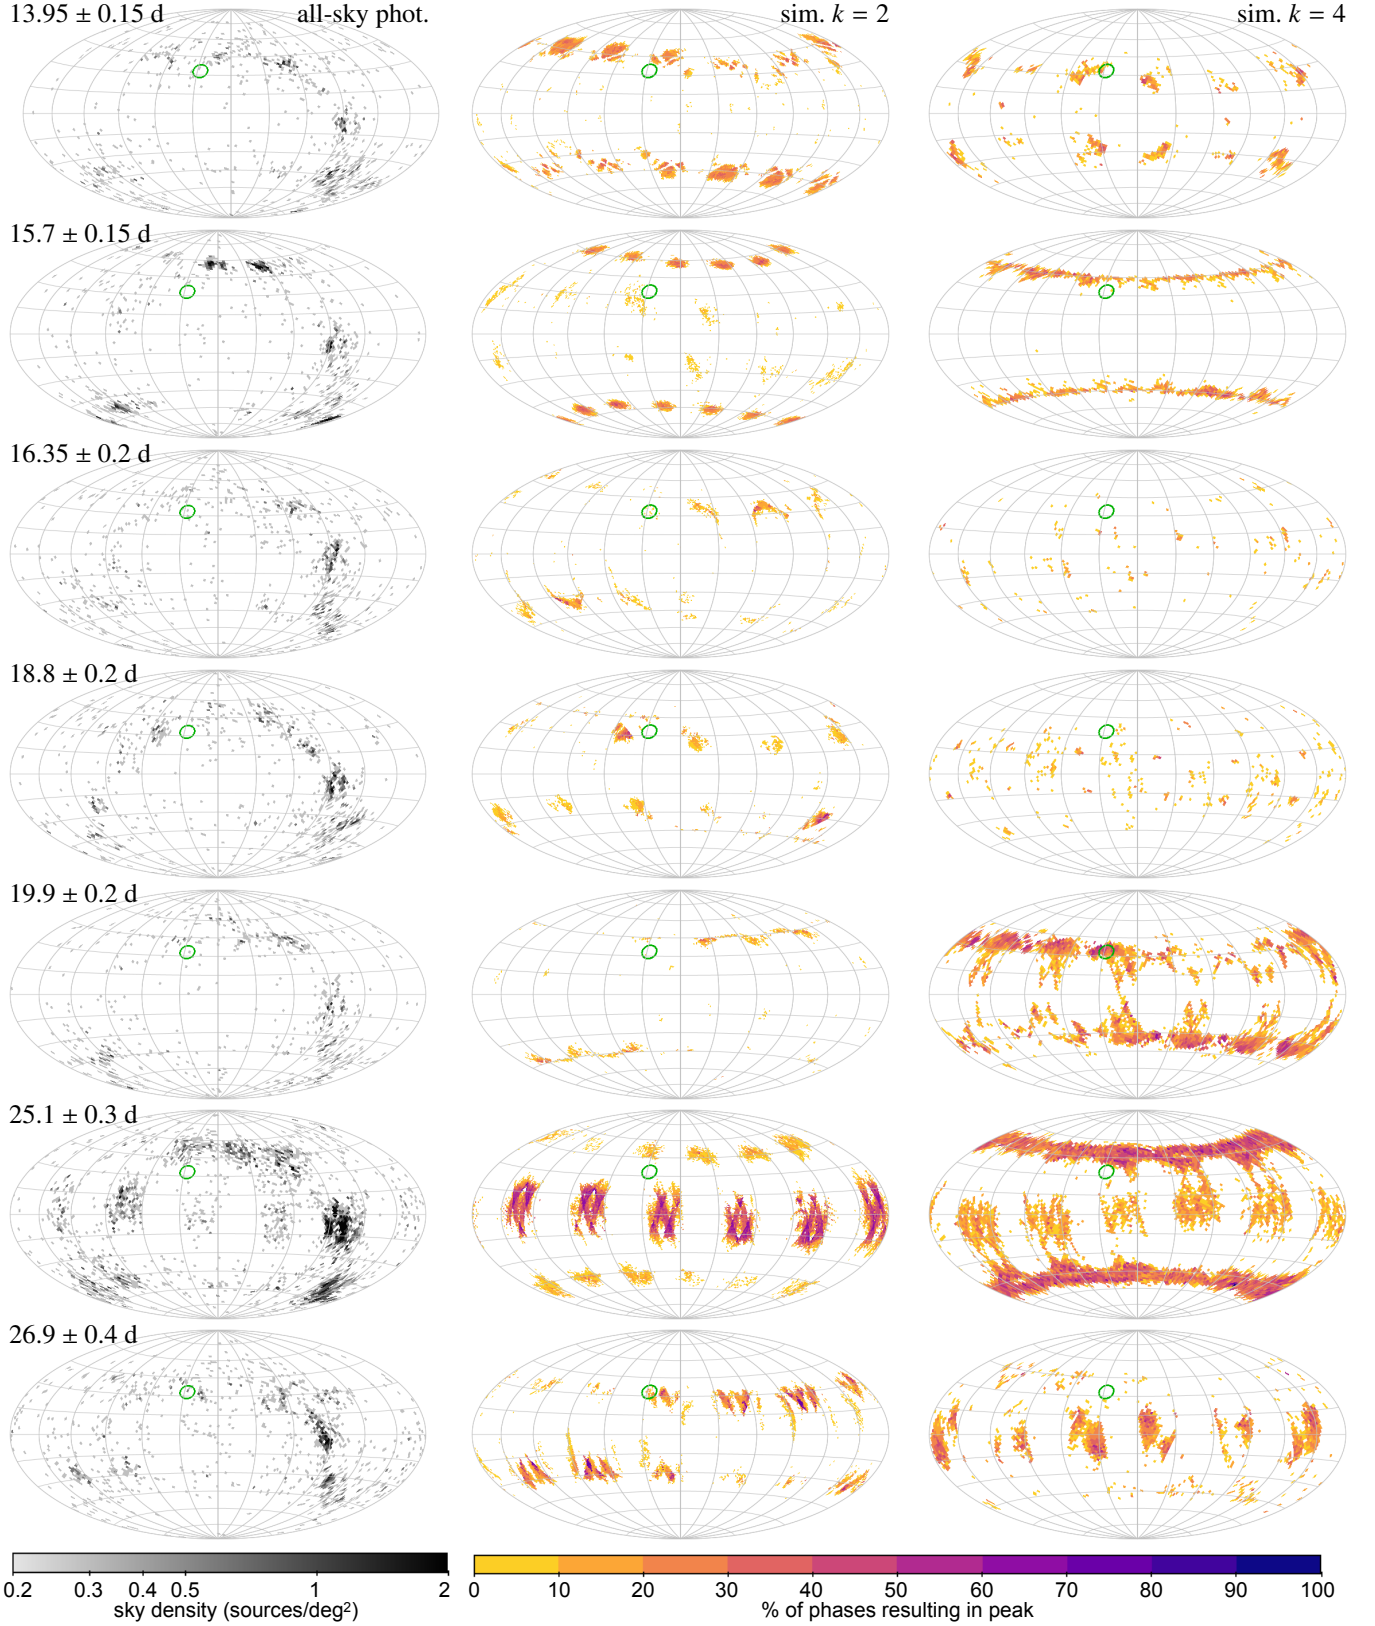 13.95 ± 0.15 d all-sky phot. sim. k = 2 sim. k = 4
15.7 ± 0.15 d
16.35 ± 0.2 d
18.8 ± 0.2 d
19.9 ± 0.2 d
25.1 ± 0.3 d
26.9 ± 0.4 d
0.2 0.3 0.4 0.5 1 2
sky density (sources/deg²)
0 10 20 30 40 50 60 70 80 90 100
% of phases resulting in peak